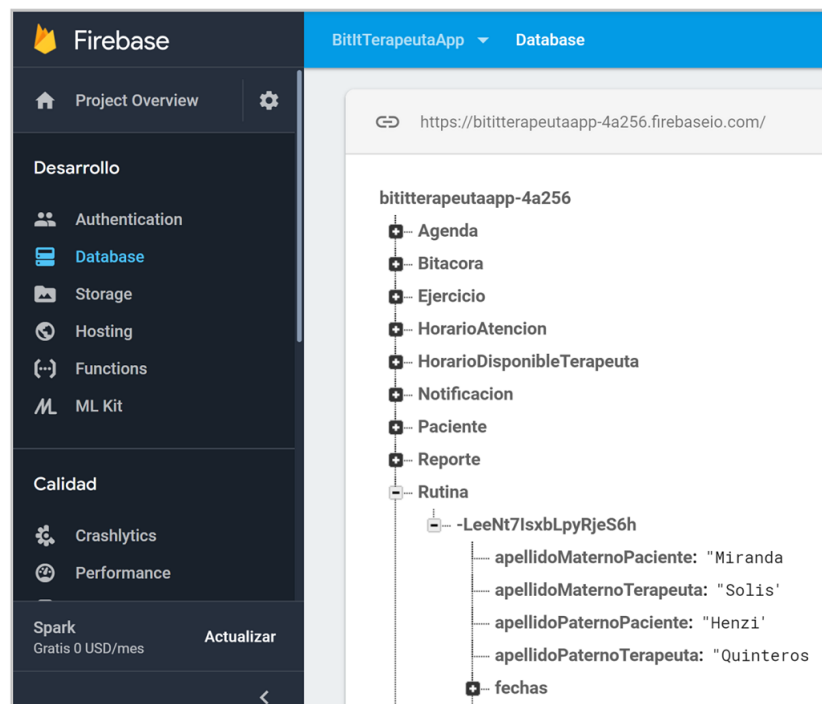 Firebase
Project Overview
Desarrollo
Authentication
Database
Storage
Hosting
Functions
ML Kit
Calidad
Crashlytics
Performance
Spark
Gratis 0 USD/mes
Actualizar
BitItTerapeutaApp
Database
https://bititterapeutaapp-4a256.firebaseio.com/
bititterapeutaapp-4a256
Agenda
Bitacora
Ejercicio
HorarioAtencion
HorarioDisponibleTerapeuta
Notificacion
Paciente
Reporte
Rutina
-LeeNt7IsxbLpyRjeS6h
apellidoMaternoPaciente: "Miranda
apellidoMaternoTerapeuta: "Solis'
apellidoPaternoPaciente: "Henzi'
apellidoPaternoTerapeuta: "Quinteros
fechas